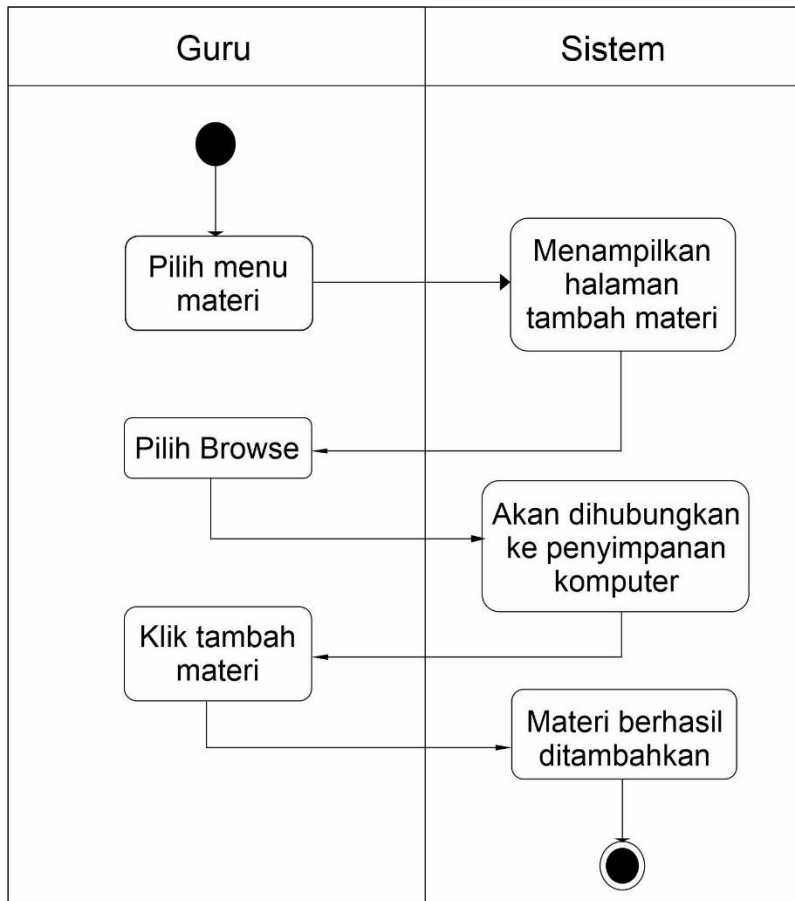 Guru
Sistem
Pilih menu
materi
Menampilkan
halaman
tambah materi
Pilih Browse
Akan dihubungkan
ke penyimpanan
komputer
Klik tambah
materi
Materi berhasil
ditambahkan